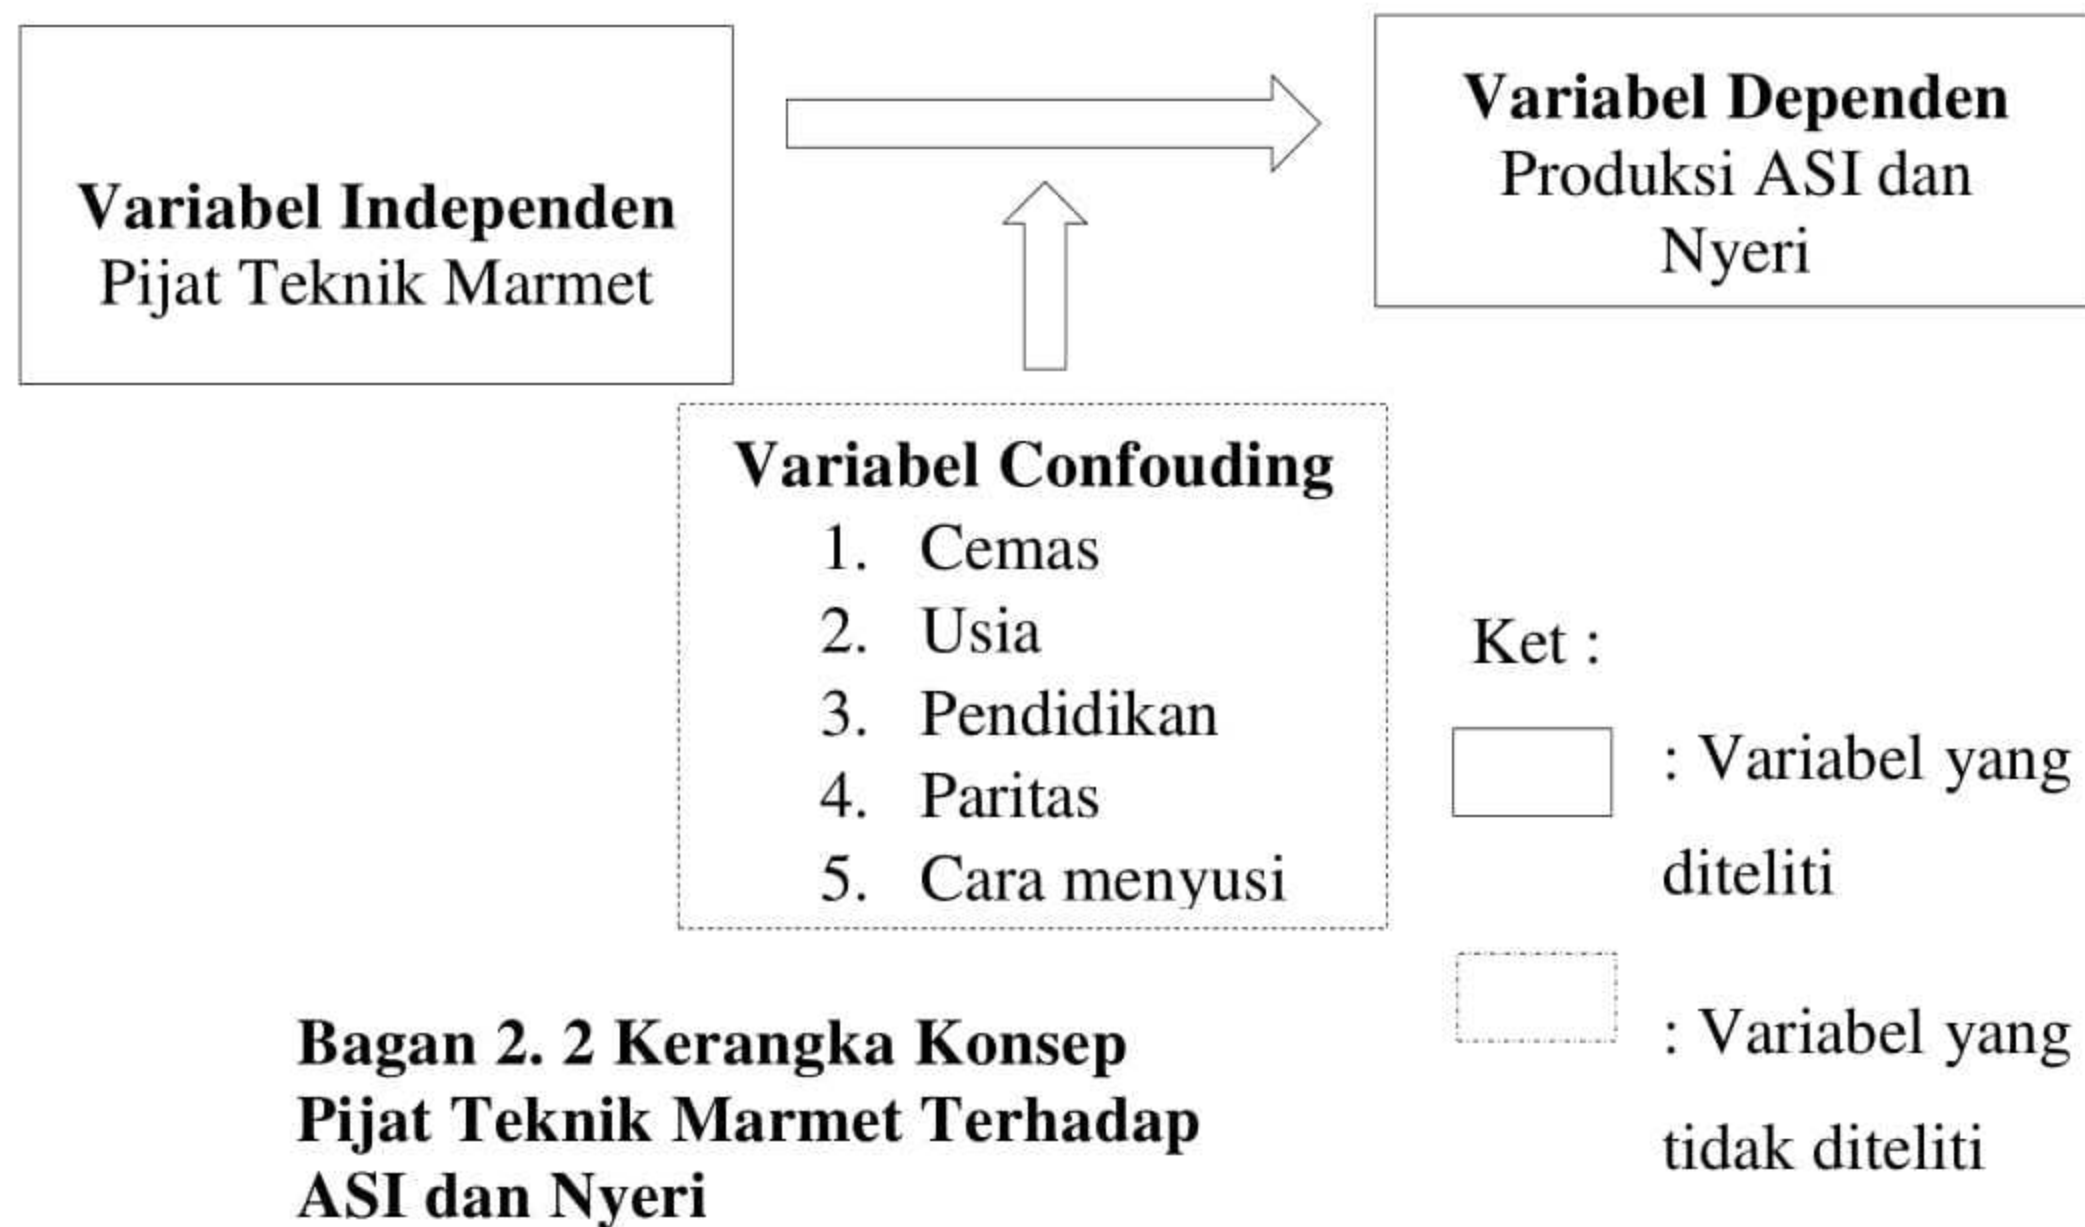 Variabel Independen
Pijat Teknik Marmet
Variabel Dependen
Produksi ASI dan
Nyeri
Variabel Confouding
1. Cemas
2. Usia
3. Pendidikan
4. Paritas
5. Cara menyusi
Ket :
: Variabel yang
diteliti
: Variabel yang
tidak diteliti
Bagan 2. 2 Kerangka Konsep
Pijat Teknik Marmet Terhadap
ASI dan Nyeri